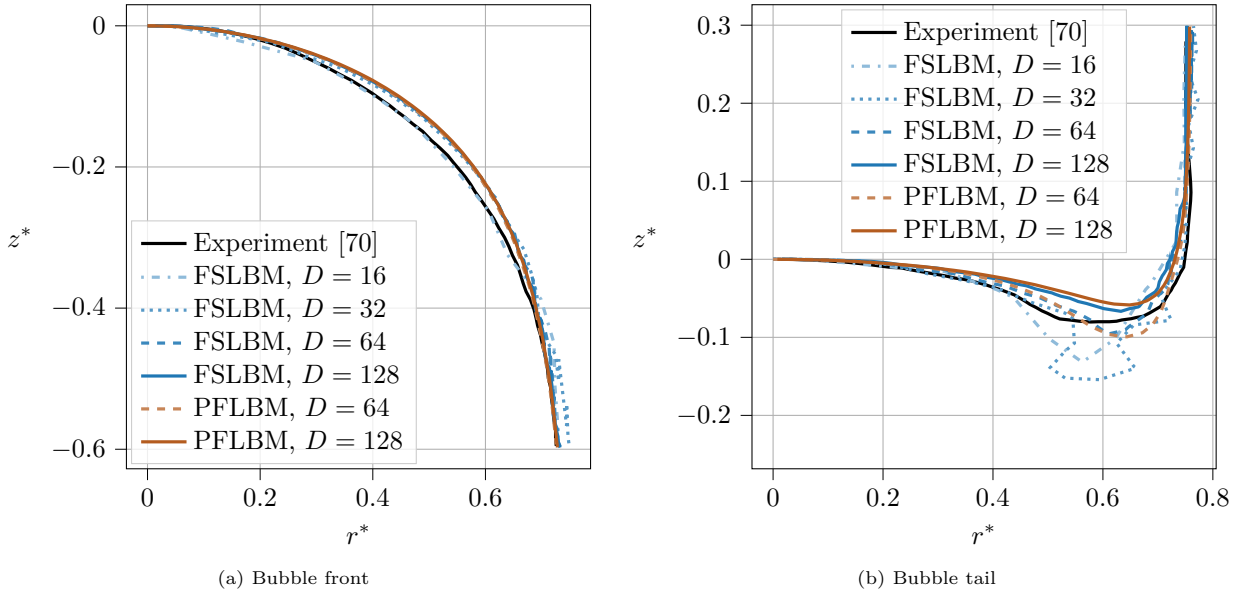 0
−0.2
−0.4
−0.6
z*
Experiment [70]
FSLBM, D = 16
FSLBM, D = 32
FSLBM, D = 64
FSLBM, D = 128
PFLBM, D = 64
PFLBM, D = 128
0 0.2 0.4 0.6
r*
(a) Bubble front
0.3
0.2
0.1
0
−0.1
−0.2
z*
Experiment [70]
FSLBM, D = 16
FSLBM, D = 32
FSLBM, D = 64
FSLBM, D = 128
PFLBM, D = 64
PFLBM, D = 128
0 0.2 0.4 0.6 0.8
r*
(b) Bubble tail